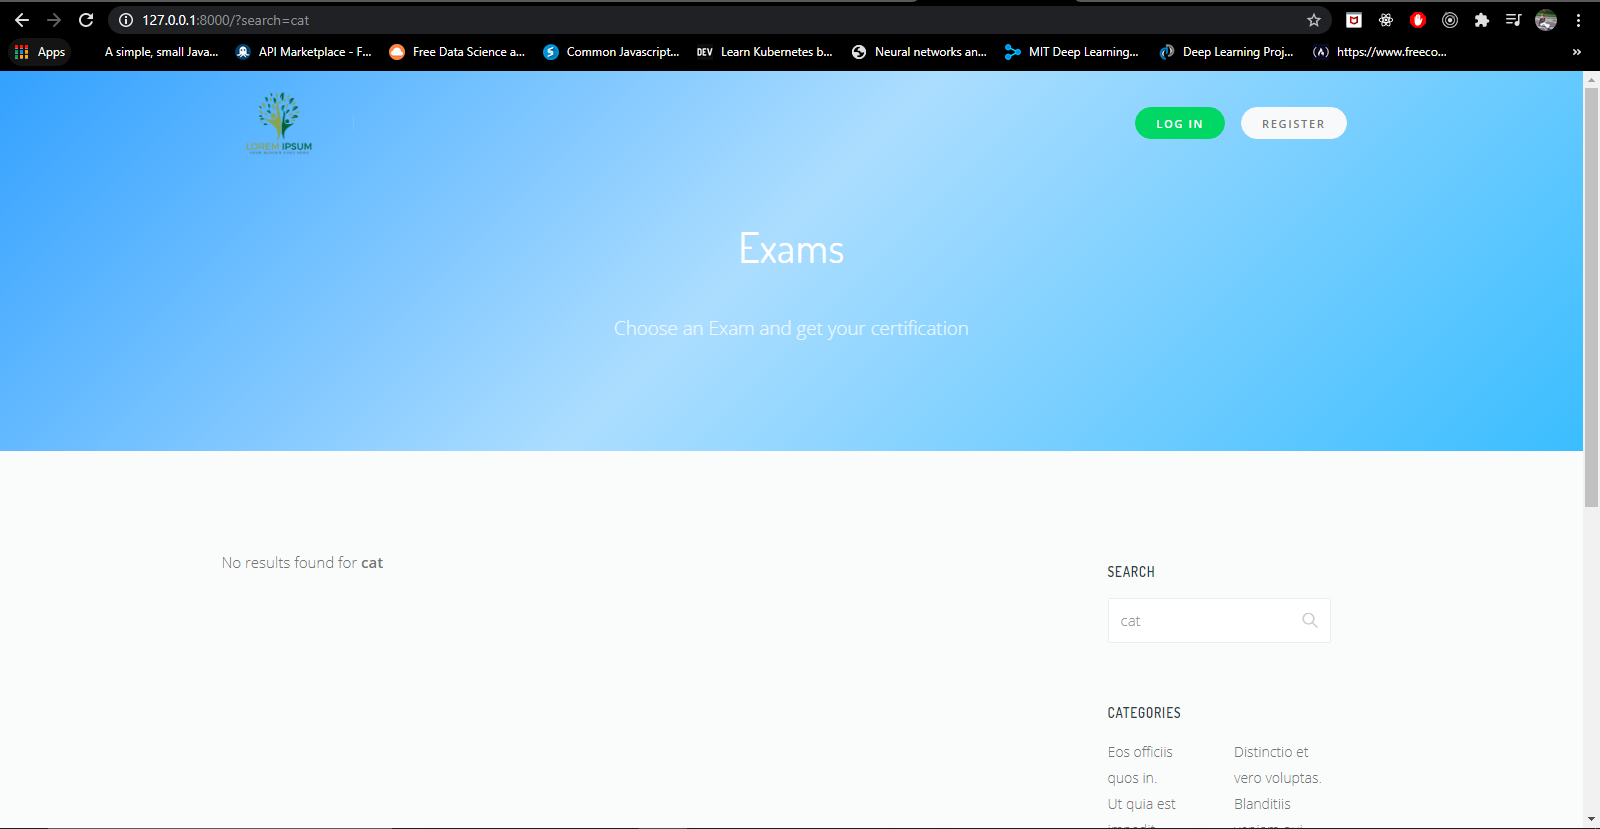 127.0.0.1:8000/?search=cat
Apps A simple, small Java... API Marketplace - F... Free Data Science a... Common Javascript... DEV Learn Kubernetes b... Neural networks an... MIT Deep Learning... Deep Learning Proj... https://www.freeco... »
LOREM IPSUM
LOG IN REGISTER
Exams
Choose an Exam and get your certification
No results found for cat
SEARCH
cat
CATEGORIES
Eos officiis
quos in.
Ut quia est
Distinctio et
vero voluptas.
Blanditiis